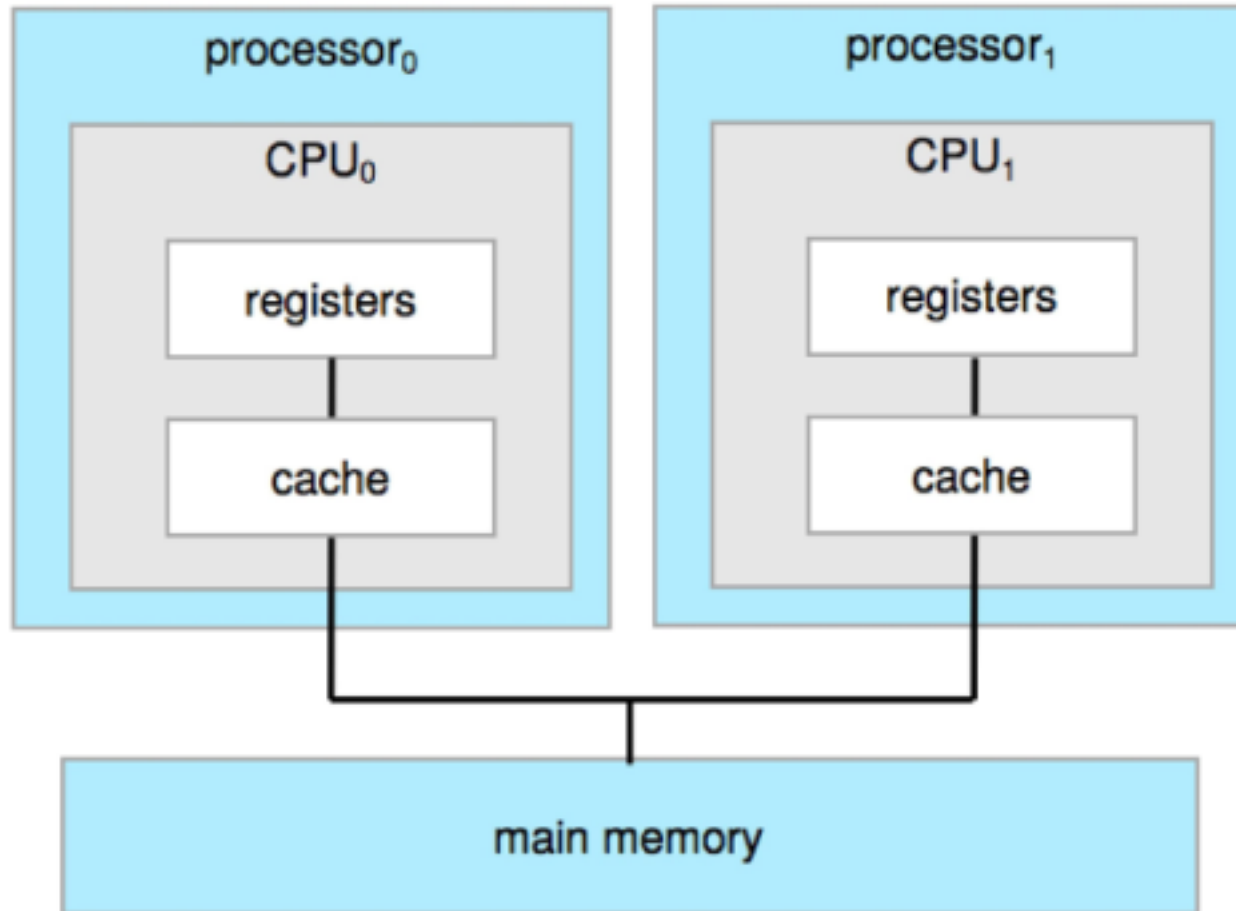 processor₀
CPU₀
registers
cache
processor₁
CPU₁
registers
cache
main memory